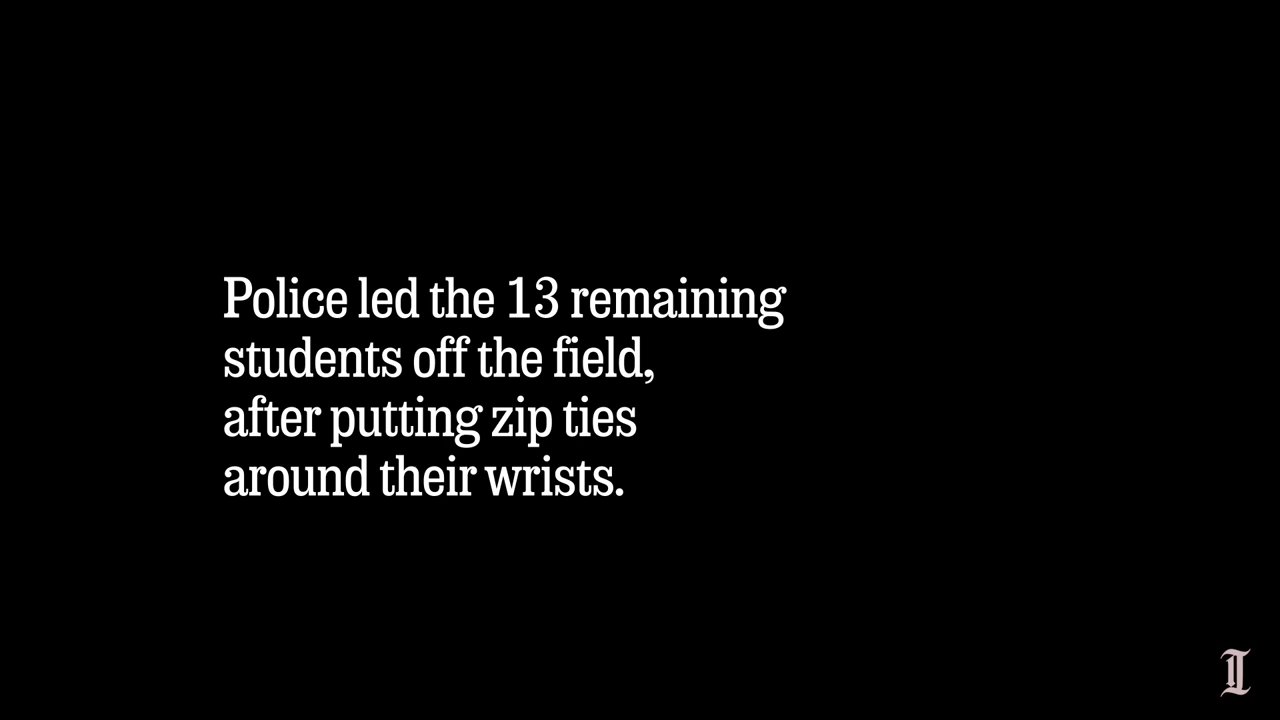 Police led the 13 remaining
students off the field,
after putting zip ties
around their wrists.
I